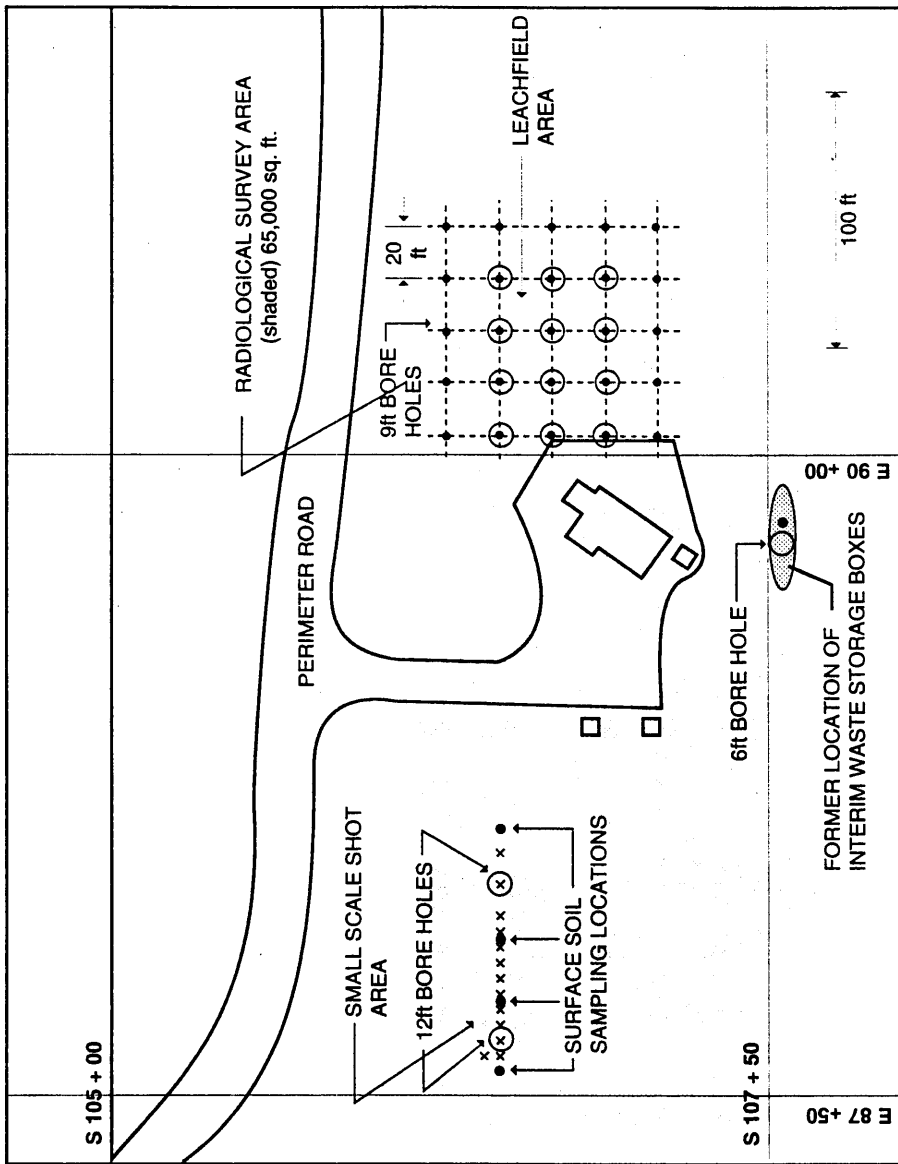 S 105 + 00
RADIOLOGICAL SURVEY AREA
(shaded) 65,000 sq. ft.
PERIMETER ROAD
SMALL SCALE SHOT
AREA
12ft BORE HOLES
9ft BORE
HOLES
20
ft
LEACHFIELD
AREA
SURFACE SOIL
SAMPLING LOCATIONS
6ft BORE HOLE
S 107 + 50
E 87 +50
E 90 +00
FORMER LOCATION OF
INTERIM WASTE STORAGE BOXES
100 ft